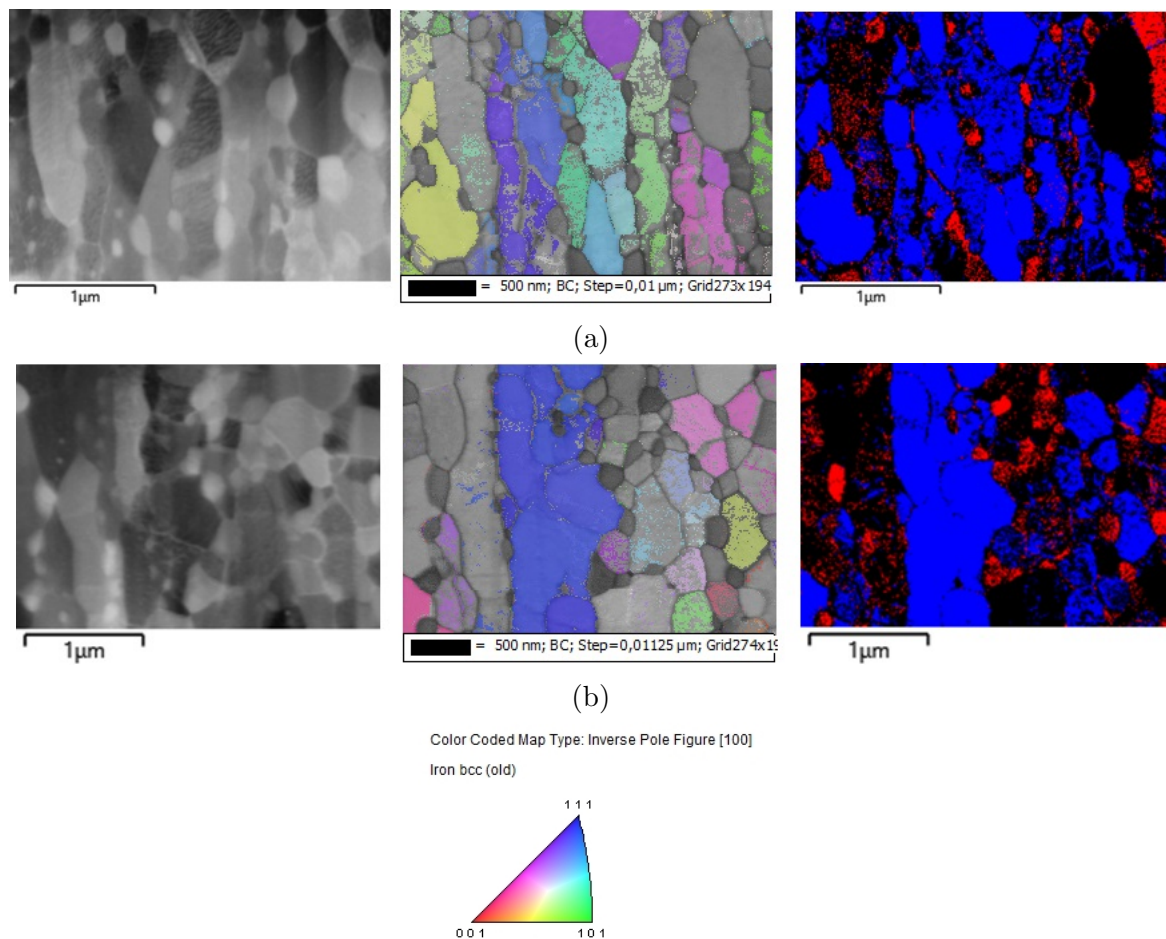 1μm
= 500 nm; BC; Step=0,01 μm; Grid273x194
1μm
(a)
1μm
= 500 nm; BC; Step=0,01125 μm; Grid274x19
1μm
(b)
Color Coded Map Type: Inverse Pole Figure [100]
Iron bcc (old)
1 1 1
0 0 1
1 0 1